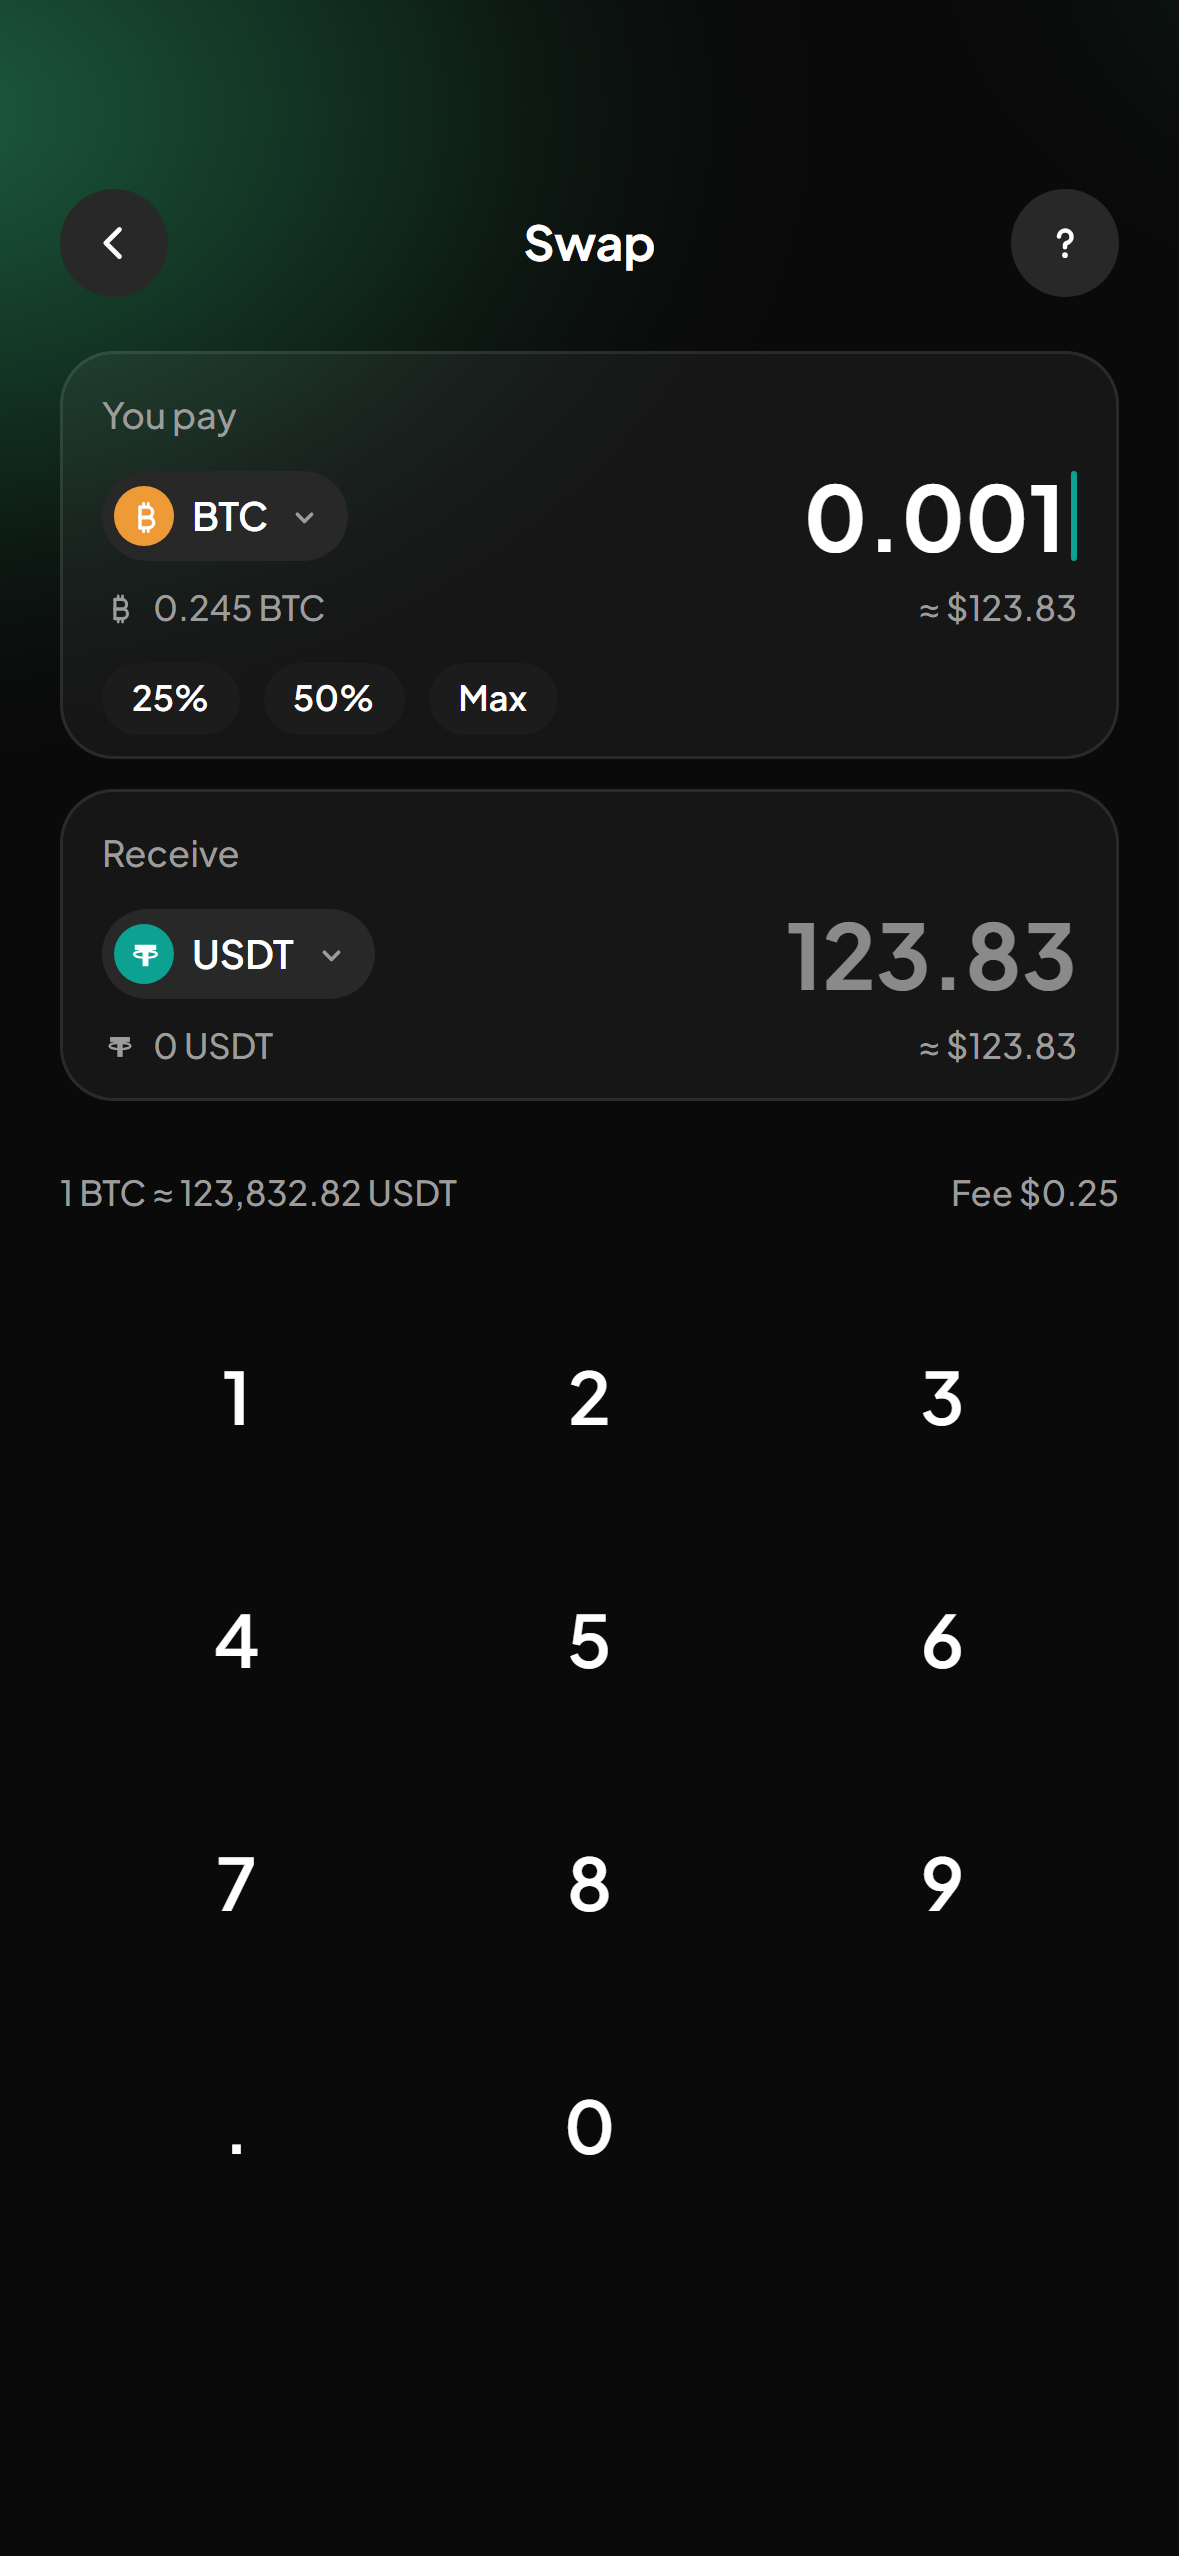 Swap
?
You pay
BTC
0.001
0.245 BTC
≈ $123.83
25% 50% Max
Receive
USDT
123.83
0 USDT
≈ $123.83
1 BTC ≈ 123,832.82 USDT
Fee $0.25
1 2 3
4 5 6
7 8 9
. 0